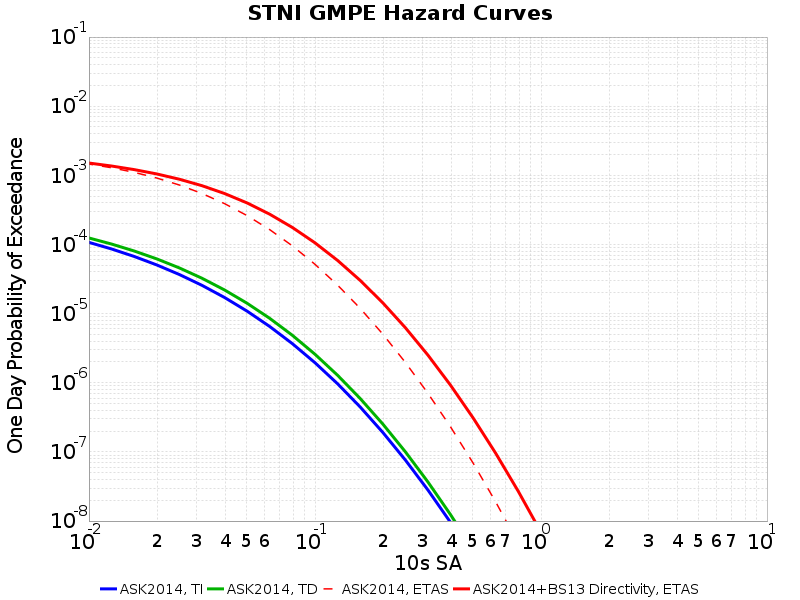 STNI GMPE Hazard Curves
One Day Probability of Exceedance
10^-1
10^-2
10^-3
10^-4
10^-5
10^-6
10^-7
10^-8
10^-2 2 3 4 5 6 10^-1 2 3 4 5 6 7 10^0 2 3 4 5 6 7 10^1
10s SA
ASK2014, TI ASK2014, TD ASK2014, ETAS ASK2014+BS13 Directivity, ETAS